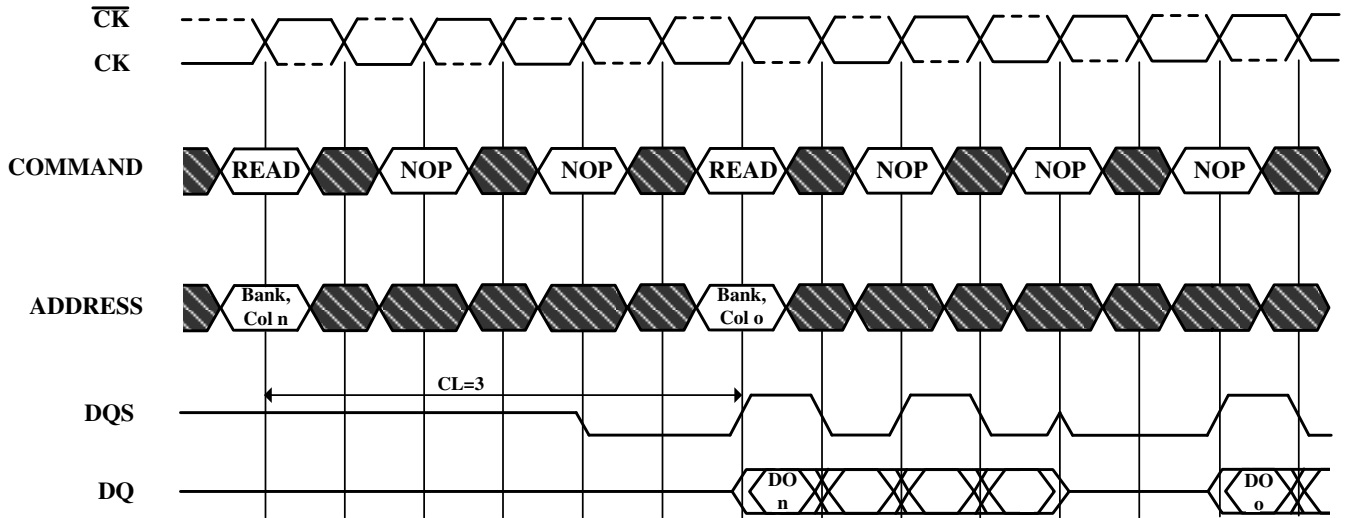 CK
CK
COMMAND READ NOP NOP READ NOP NOP NOP
ADDRESS
Bank,
Col n
Bank,
Col o
CL=3
DQS
DQ
DO
n
DO
o